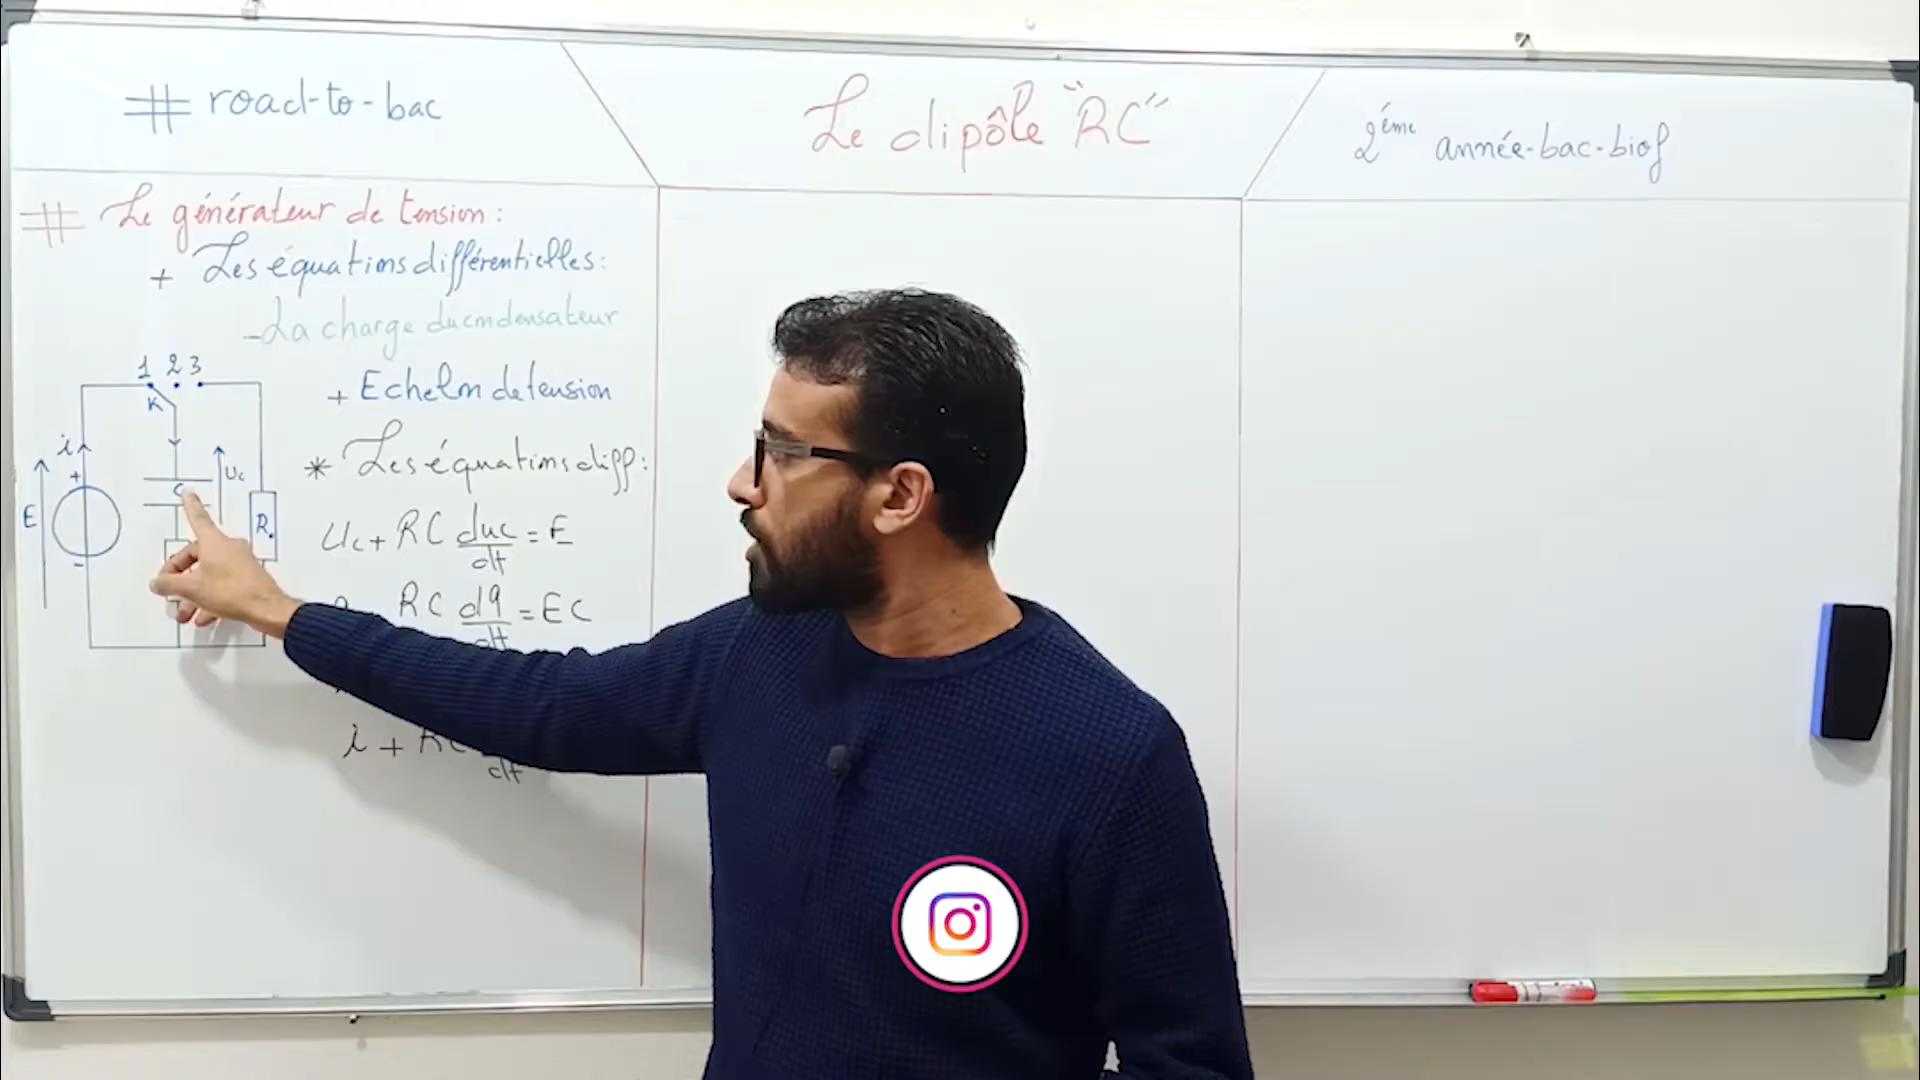 # road-to-bac
Le dipôle "RC"
2ème année-bac-biof
# Le générateur de tension :
+ Les équations différentielles :
- La charge du condensateur
+ Echelon de tension
* Les équations diff :
1 2 3
K
i
+
E
-
C
Uc
R.
Uc + RC duc/dt = E
RC dq/dt = EC
i + RC
dt